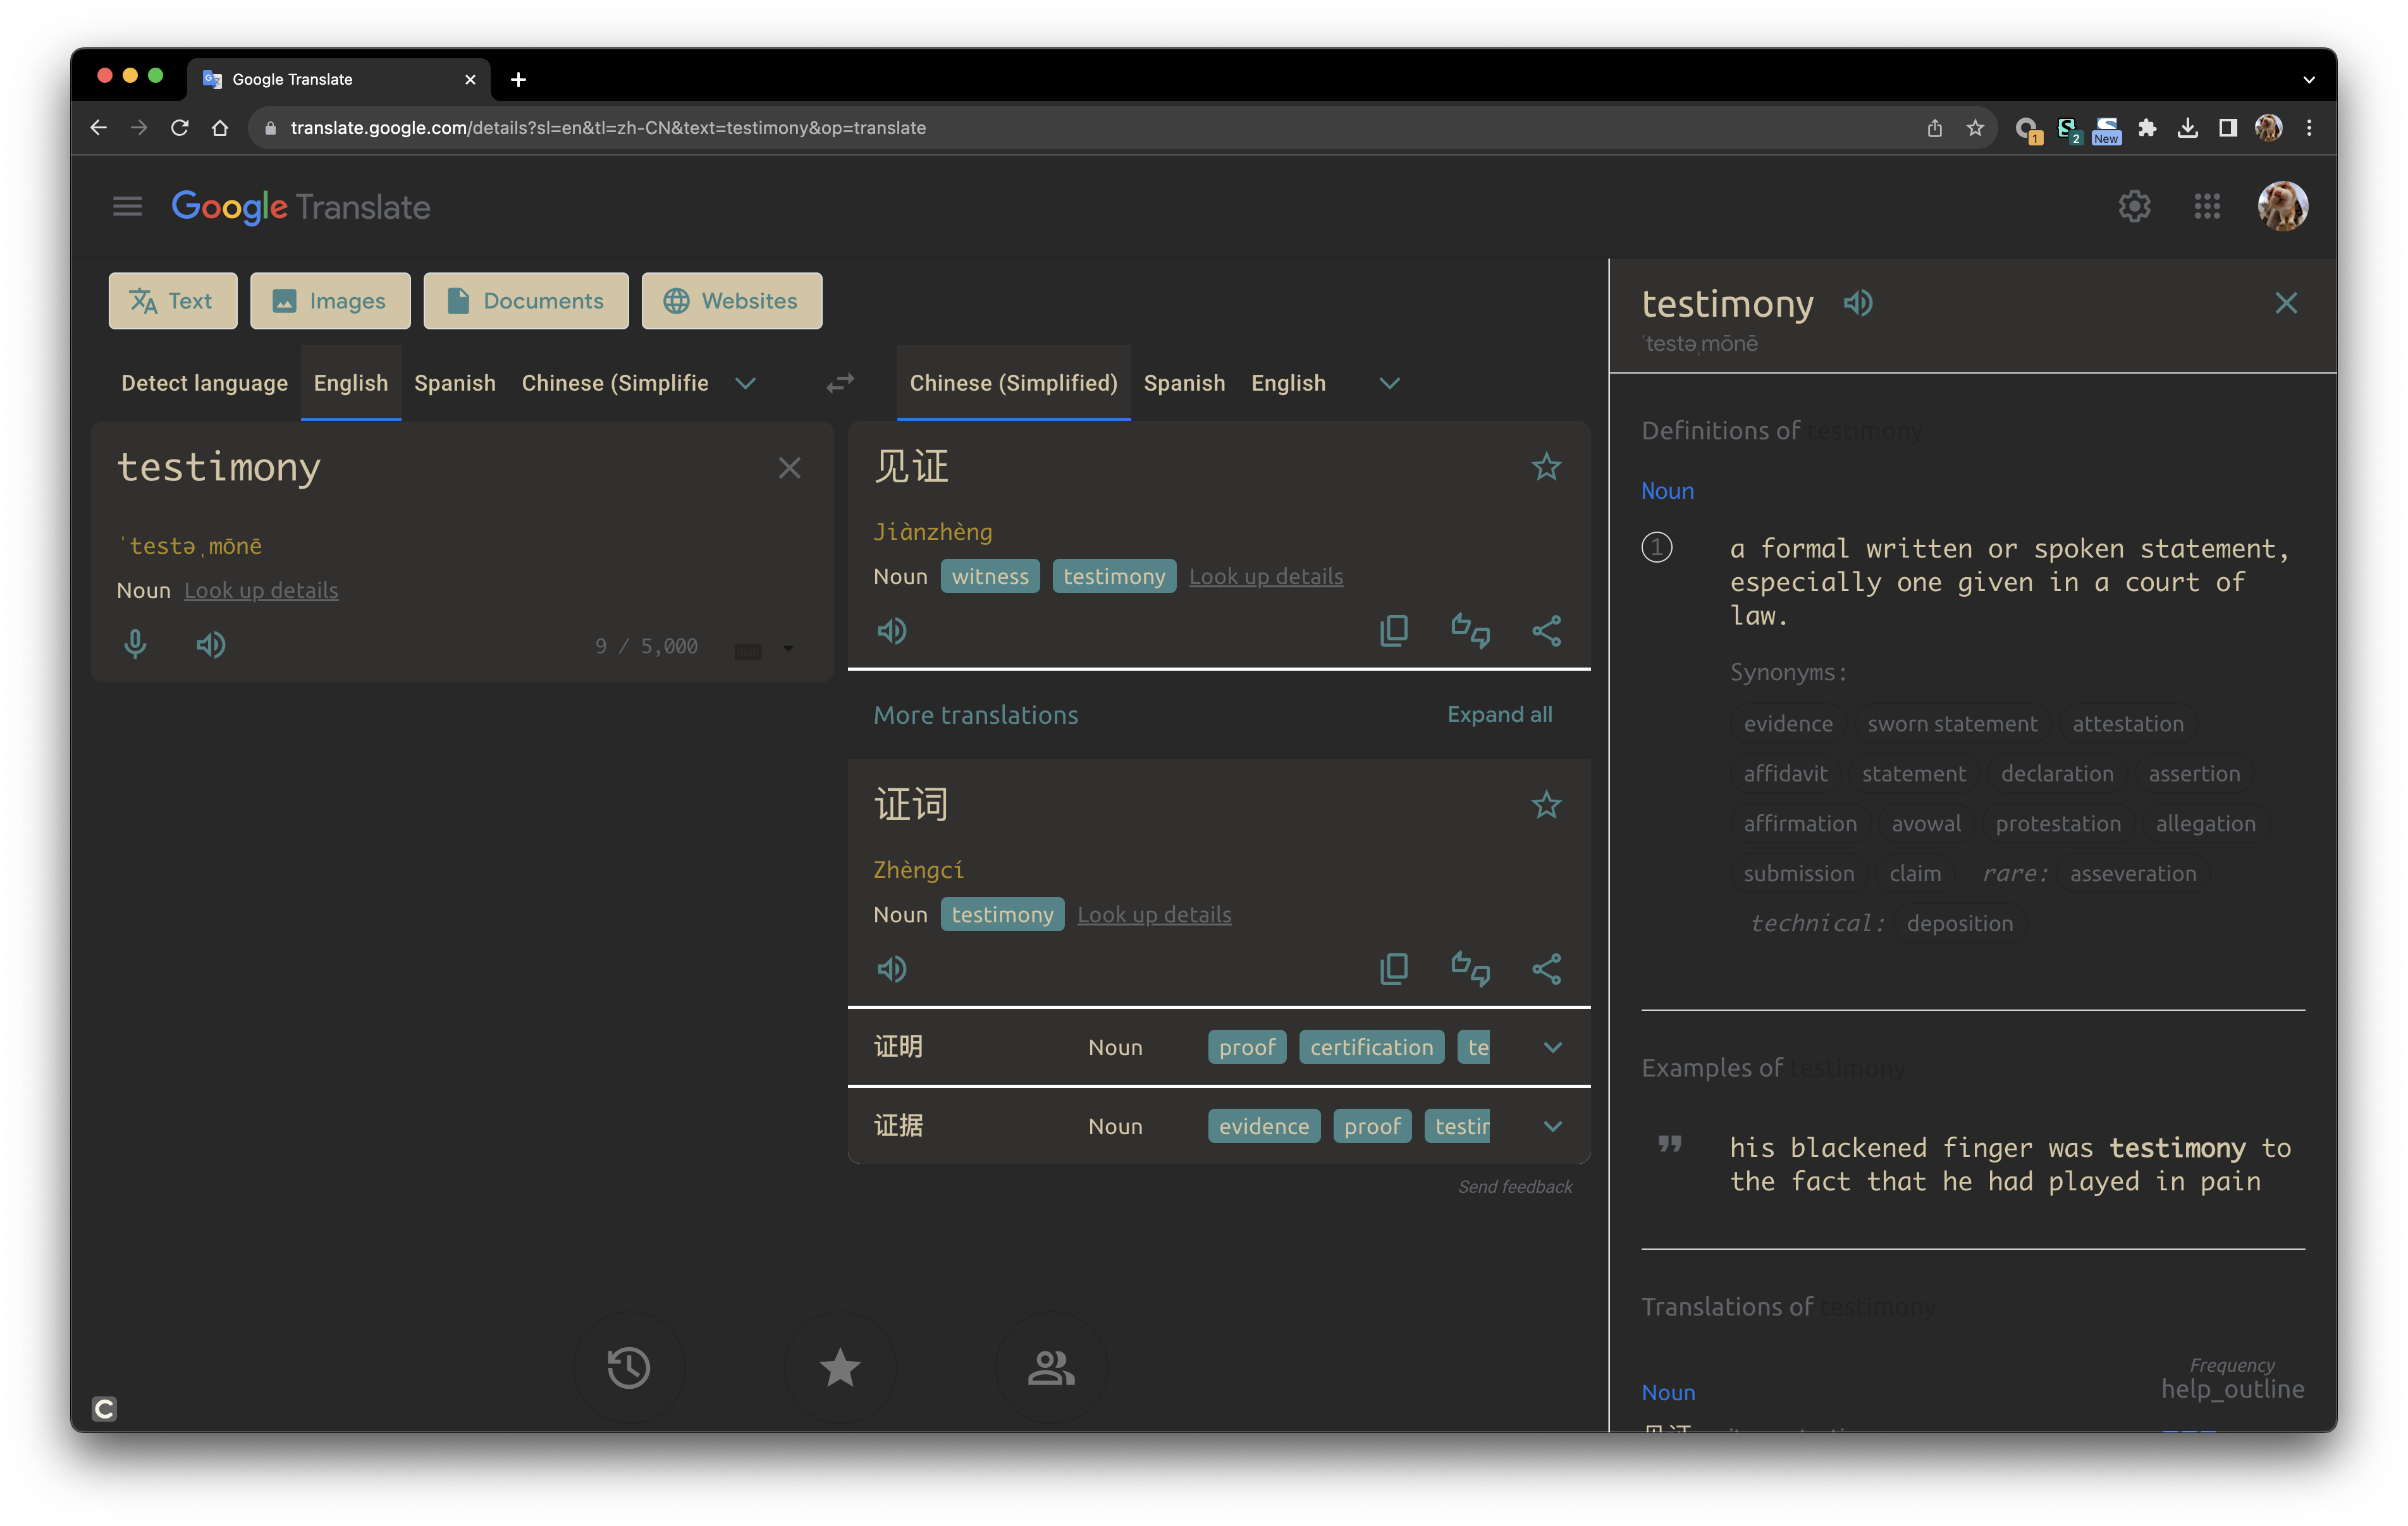 Google Translate
translate.google.com/details?sl=en&tl=zh-CN&text=testimony&op=translate
1
2
New
Google Translate
Text
Images
Documents
Websites
Detect language
English
Spanish
Chinese (Simplifie
Chinese (Simplified)
Spanish
English
testimony
ˈtestəˌmōnē
Noun Look up details
9 / 5,000
见证
Jiànzhèng
Noun witness testimony Look up details
More translations
Expand all
证词
Zhèngcí
Noun testimony Look up details
证明 Noun proof certification te
证据 Noun evidence proof testir
Send feedback
C
testimony
ˈtestəˌmōnē
Definitions of testimony
Noun
1
a formal written or spoken statement,
especially one given in a court of
law.
Synonyms:
evidence sworn statement attestation
affidavit statement declaration assertion
affirmation avowal protestation allegation
submission claim rare: asseveration
technical: deposition
Examples of testimony
his blackened finger was testimony to
the fact that he had played in pain
Translations of testimony
Frequency
Noun
help_outline